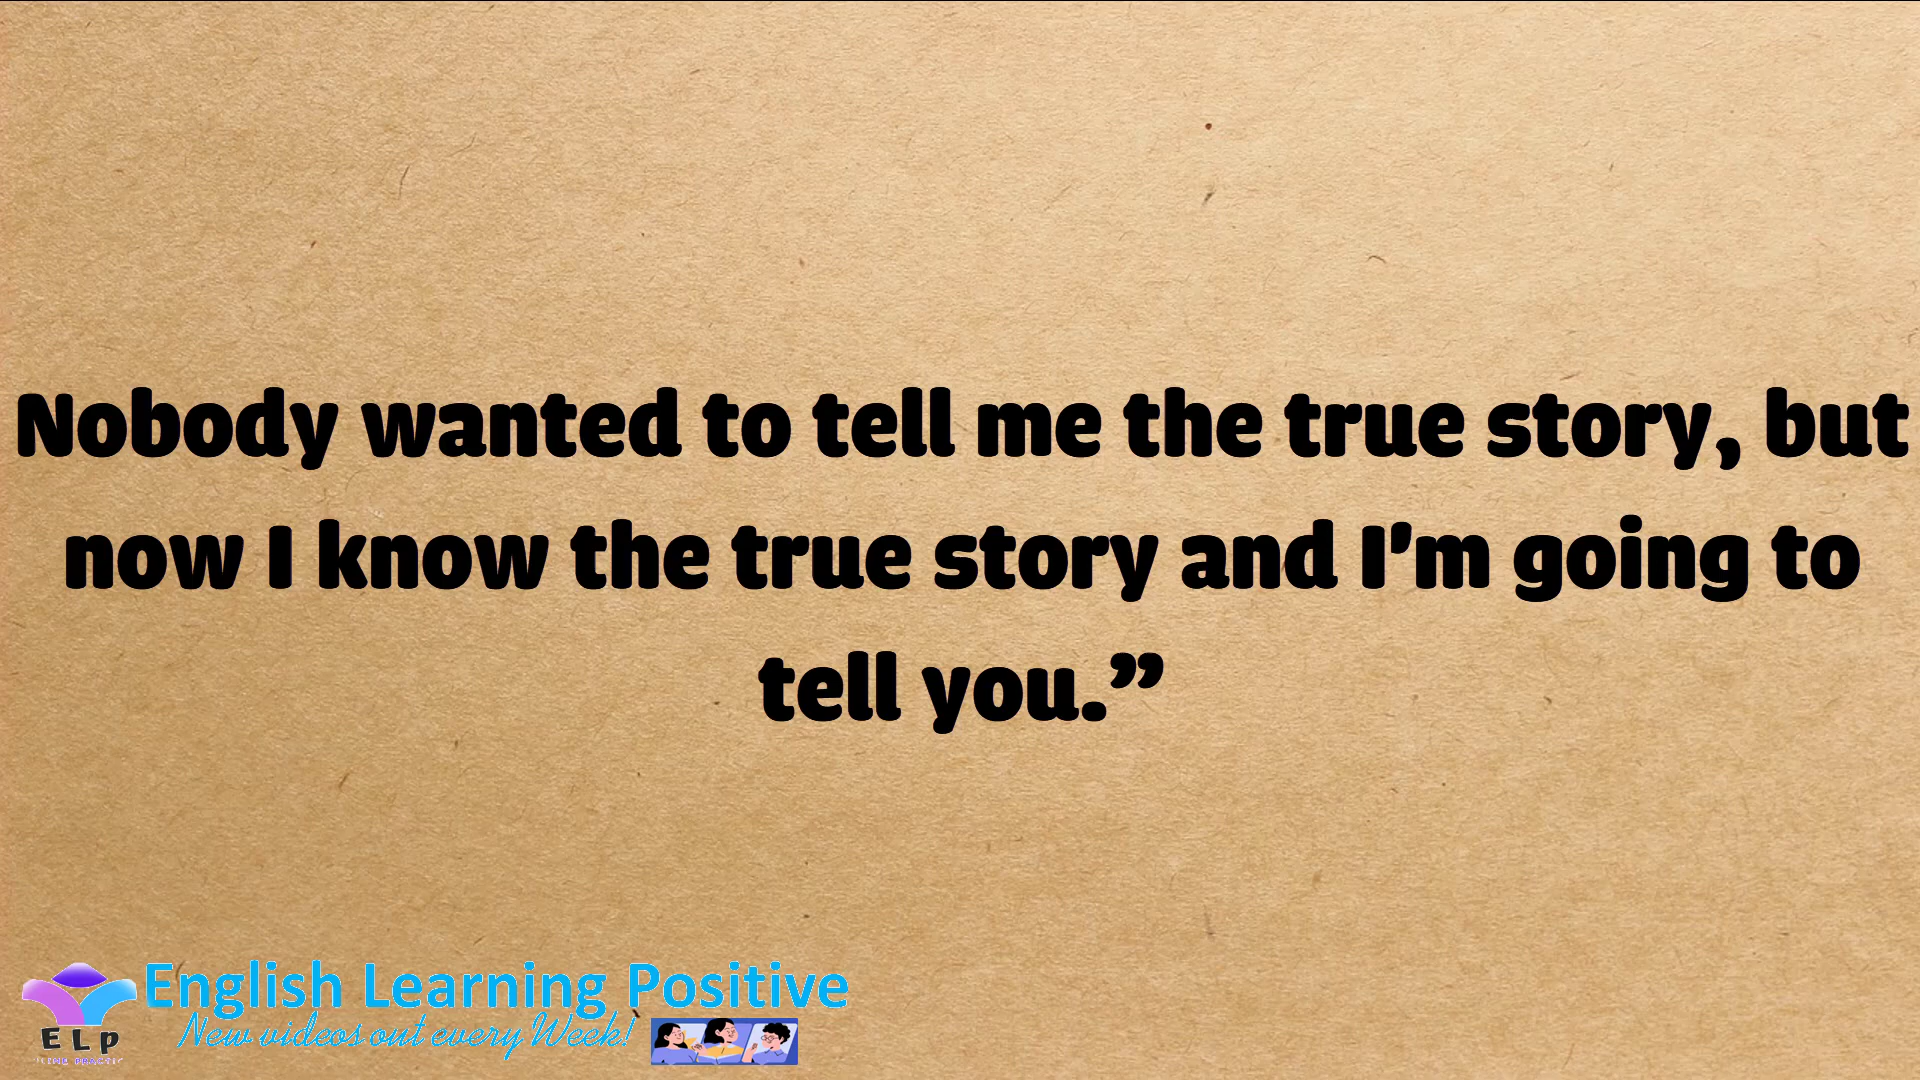 Nobody wanted to tell me the true story, but
now I know the true story and I’m going to
tell you.”
English Learning Positive
New videos out every Week!
ELP